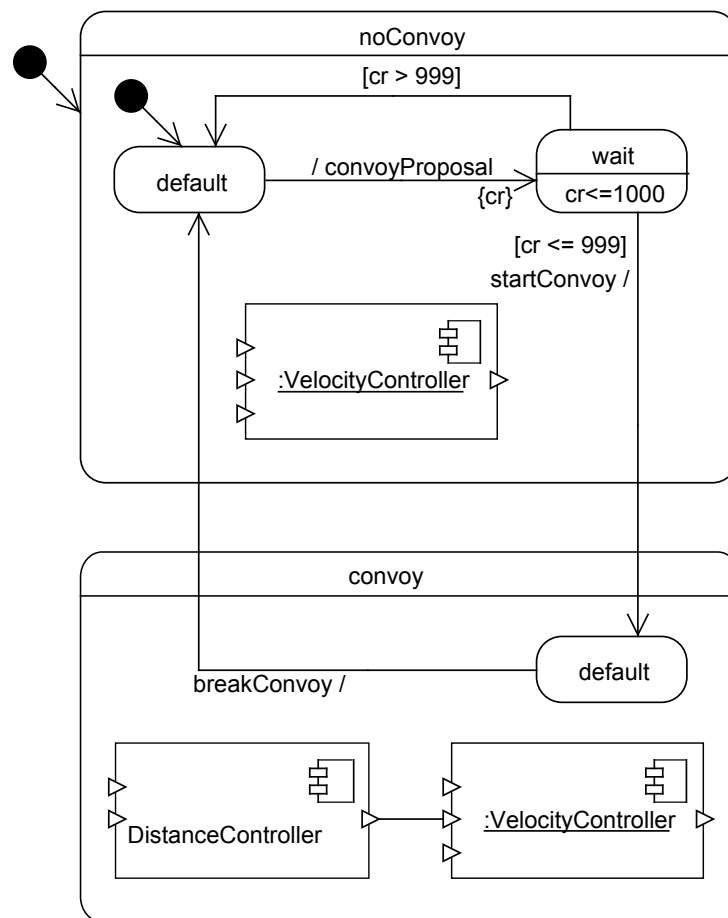 noConvoy
[cr > 999]
default
/ convoyProposal
{cr}
wait
cr<=1000
[cr <= 999]
startConvoy /
:VelocityController
convoy
default
breakConvoy /
DistanceController
:VelocityController